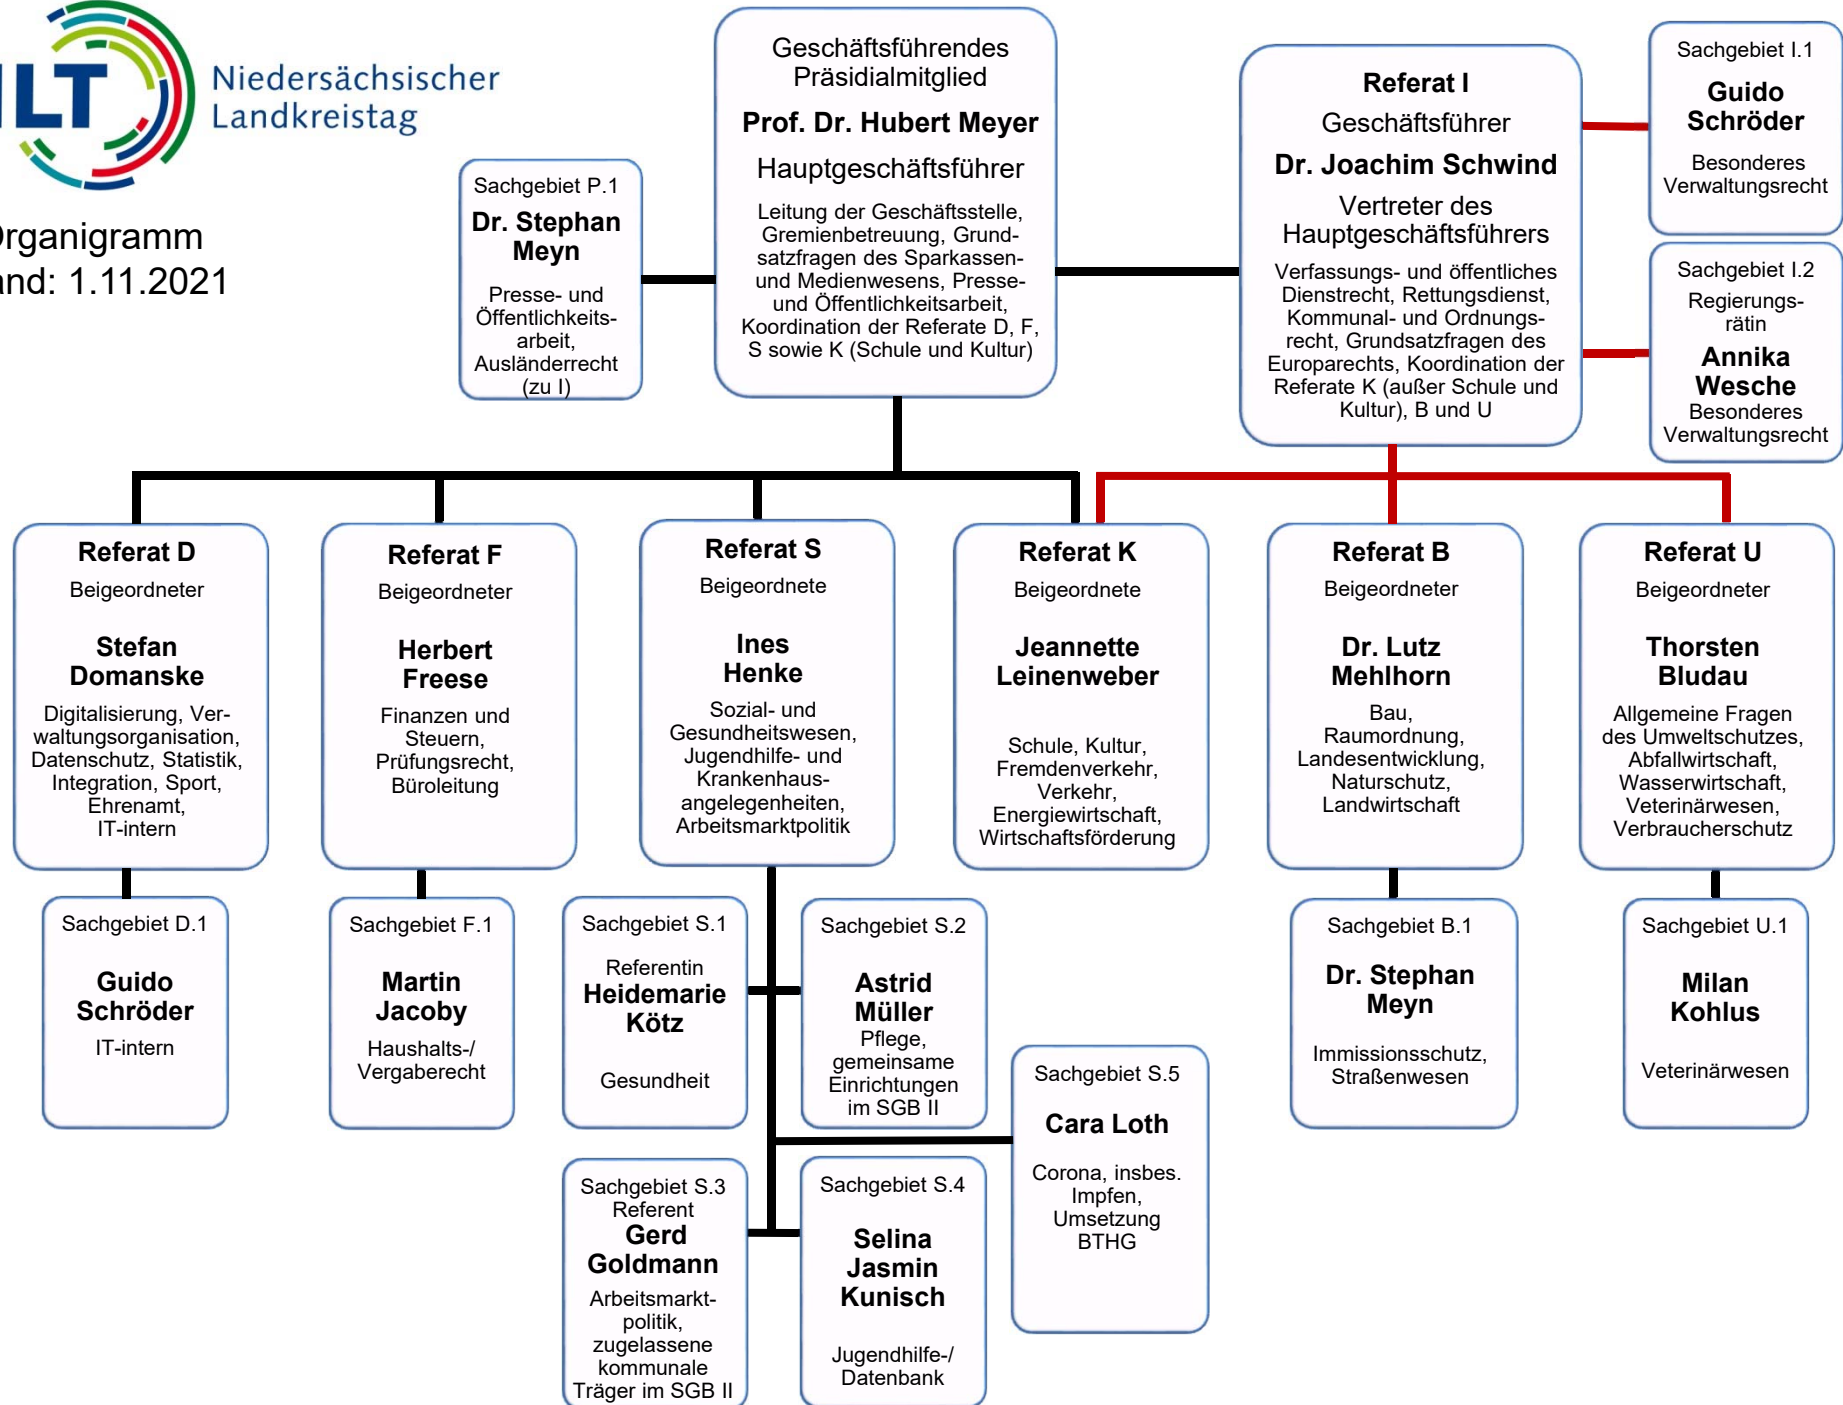 Niedersächsischer
Landkreistag
Organigramm
1.11.2021
Geschäftsführendes
Präsidialmitglied
Prof. Dr. Hubert Meyer
Hauptgeschäftsführer
Leitung der Geschäftsstelle,
Gremienbetreuung, Grund-
satzfragen des Sparkassen-
und Medienwesens, Presse-
und Öffentlichkeitsarbeit,
Koordination der Referate D, F,
S sowie K (Schule und Kultur)
Sachgebiet P.1
Dr. Stephan
Meyn
Presse- und
Öffentlichkeits-
arbeit,
Ausländerrecht
(zu I)
Referat I
Geschäftsführer
Dr. Joachim Schwind
Vertreter des
Hauptgeschäftsführers
Verfassungs- und öffentliches
Dienstrecht, Rettungsdienst,
Kommunal- und Ordnungs-
recht, Grundsatzfragen des
Europarechts, Koordination der
Referate K (außer Schule und
Kultur), B und U
Sachgebiet I.1
Guido
Schröder
Besonderes
Verwaltungsrecht
Sachgebiet I.2
Regierungs-
rätin
Annika
Wesche
Besonderes
Verwaltungsrecht
Referat D
Beigeordneter
Stefan
Domanske
Digitalisierung, Ver-
waltungsorganisation,
Datenschutz, Statistik,
Integration, Sport,
Ehrenamt,
IT-intern
Referat F
Beigeordneter
Herbert
Freese
Finanzen und
Steuern,
Prüfungsrecht,
Büroleitung
Referat S
Beigeordnete
Ines
Henke
Sozial- und
Gesundheitswesen,
Jugendhilfe- und
Krankenhaus-
angelegenheiten,
Arbeitsmarktpolitik
Referat K
Beigeordnete
Jeannette
Leinenweber
Schule, Kultur,
Fremdenverkehr,
Verkehr,
Energiewirtschaft,
Wirtschaftsförderung
Referat B
Beigeordneter
Dr. Lutz
Mehlhorn
Bau,
Raumordnung,
Landesentwicklung,
Naturschutz,
Landwirtschaft
Referat U
Beigeordneter
Thorsten
Bludau
Allgemeine Fragen
des Umweltschutzes,
Abfallwirtschaft,
Wasserwirtschaft,
Veterinärwesen,
Verbraucherschutz
Sachgebiet D.1
Guido
Schröder
IT-intern
Sachgebiet F.1
Martin
Jacoby
Haushalts-/
Vergaberecht
Sachgebiet S.1
Referentin
Heidemarie
Kötz
Gesundheit
Sachgebiet S.2
Astrid
Müller
Pflege,
gemeinsame
Einrichtungen
im SGB II
Sachgebiet S.5
Cara Loth
Corona, insbes.
Impfen,
Umsetzung
BTHG
Sachgebiet B.1
Dr. Stephan
Meyn
Immissionsschutz,
Straßenwesen
Sachgebiet U.1
Milan
Kohlus
Veterinärwesen
Sachgebiet S.3
Referent
Gerd
Goldmann
Arbeitsmarkt-
politik,
zugelassene
kommunale
Träger im SGB II
Sachgebiet S.4
Selina
Jasmin
Kunisch
Jugendhilfe-/
Datenbank